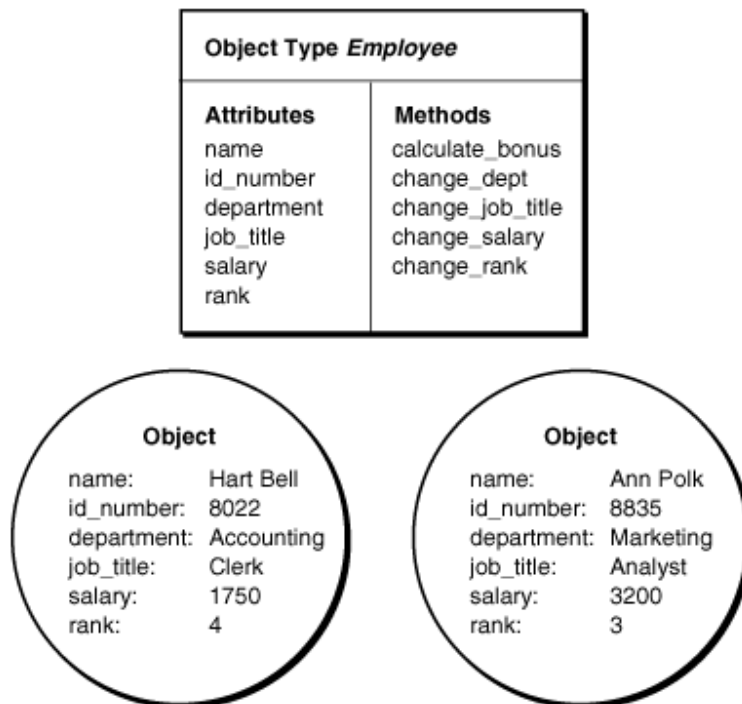 Object Type Employee
Attributes
name
id_number
department
job_title
salary
rank
Methods
calculate_bonus
change_dept
change_job_title
change_salary
change_rank
Object
name: Hart Bell
id_number: 8022
department: Accounting
job_title: Clerk
salary: 1750
rank: 4
Object
name: Ann Polk
id_number: 8835
department: Marketing
job_title: Analyst
salary: 3200
rank: 3